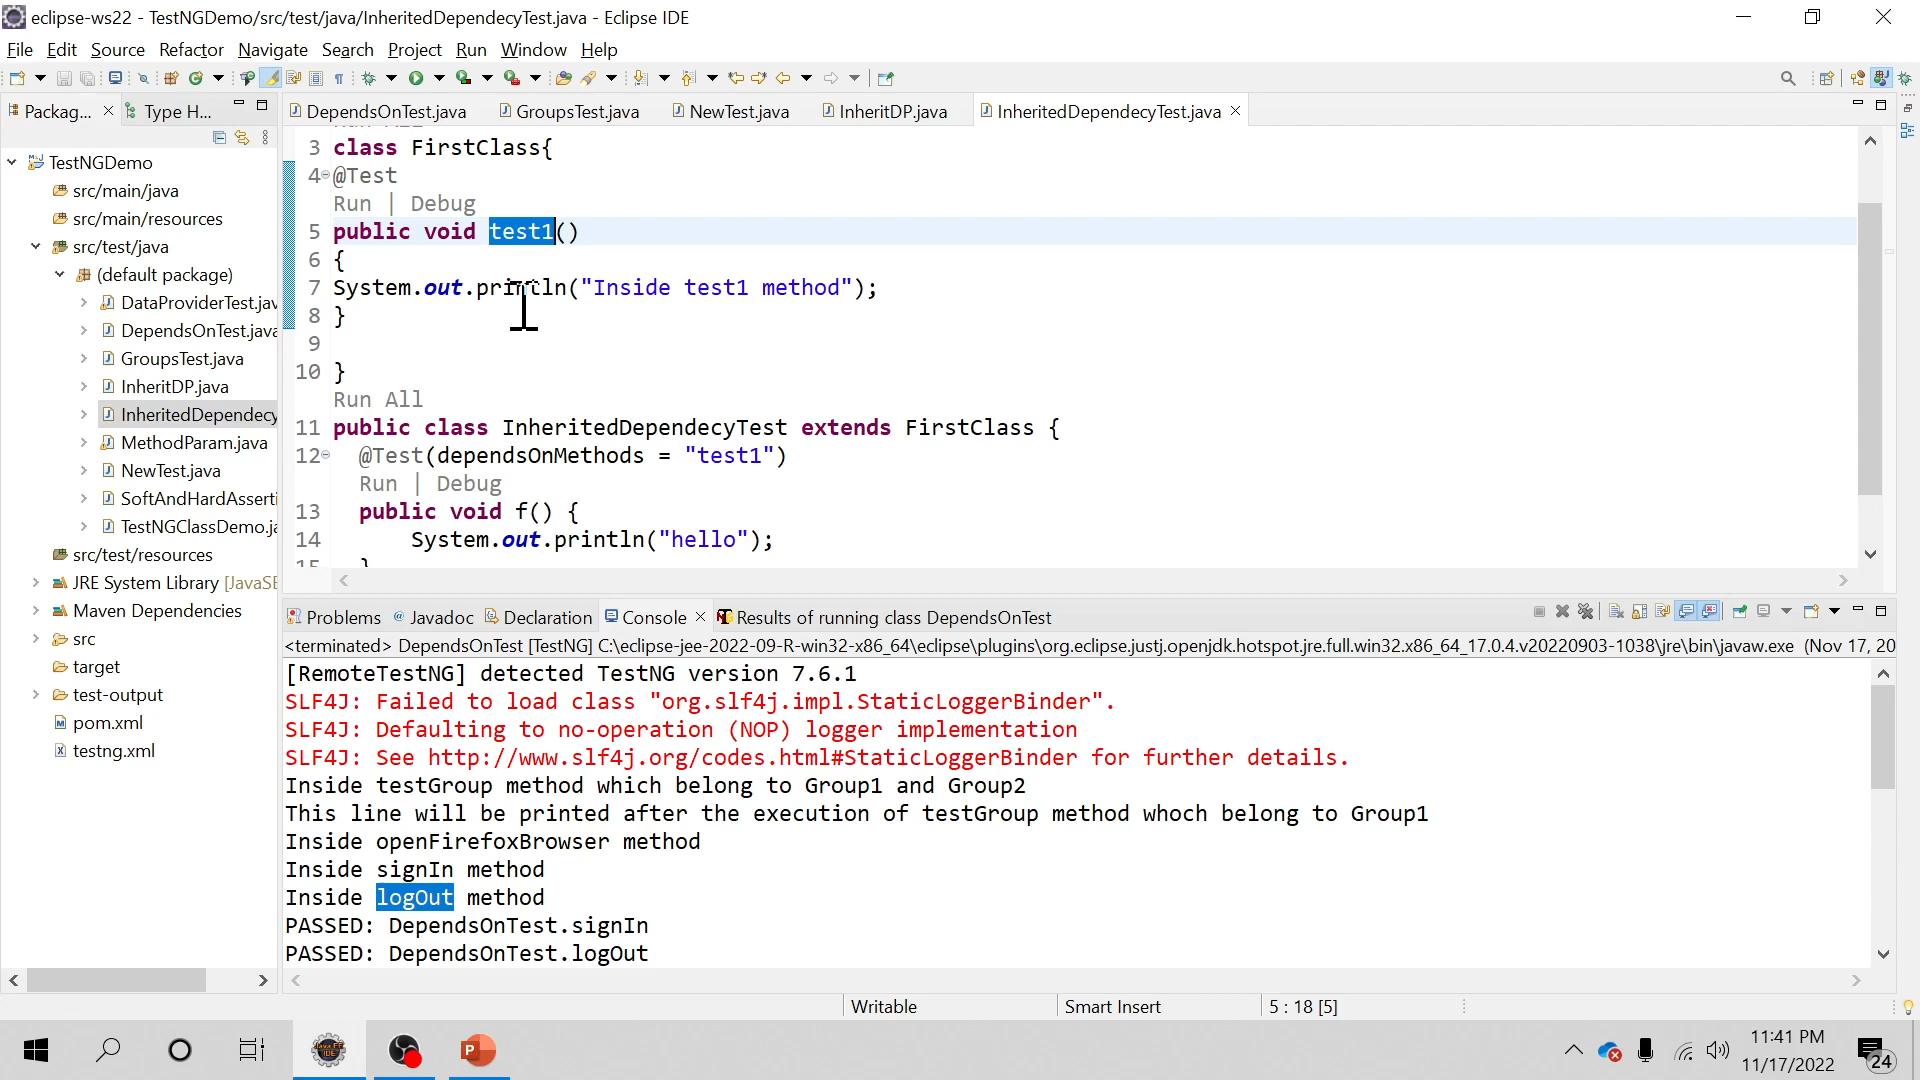 eclipse-ws22 - TestNGDemo/src/test/java/InheritedDependecyTest.java - Eclipse IDE
File Edit Source Refactor Navigate Search Project Run Window Help
Packag... Type H...
DependsOnTest.java GroupsTest.java NewTest.java InheritDP.java InheritedDependecyTest.java
TestNGDemo
src/main/java
src/main/resources
src/test/java
(default package)
DataProviderTest.jav
DependsOnTest.java
GroupsTest.java
InheritDP.java
InheritedDependecy
MethodParam.java
NewTest.java
SoftAndHardAsserti
TestNGClassDemo.ja
src/test/resources
JRE System Library [JavaSE
Maven Dependencies
src
target
test-output
pom.xml
testng.xml
3 class FirstClass{
4 @Test
Run | Debug
5 public void test1()
6 {
7 System.out.println("Inside test1 method");
8 }
9
10 }
Run All
11 public class InheritedDependecyTest extends FirstClass {
12 @Test(dependsOnMethods = "test1")
Run | Debug
13 public void f() {
14 System.out.println("hello");
15 }
Problems Javadoc Declaration Console Results of running class DependsOnTest
<terminated> DependsOnTest [TestNG] C:\eclipse-jee-2022-09-R-win32-x86_64\eclipse\plugins\org.eclipse.justj.openjdk.hotspot.jre.full.win32.x86_64_17.0.4.v20220903-1038\jre\bin\javaw.exe (Nov 17, 20
[RemoteTestNG] detected TestNG version 7.6.1
SLF4J: Failed to load class "org.slf4j.impl.StaticLoggerBinder".
SLF4J: Defaulting to no-operation (NOP) logger implementation
SLF4J: See http://www.slf4j.org/codes.html#StaticLoggerBinder for further details.
Inside testGroup method which belong to Group1 and Group2
This line will be printed after the execution of testGroup method whoch belong to Group1
Inside openFirefoxBrowser method
Inside signIn method
Inside logOut method
PASSED: DependsOnTest.signIn
PASSED: DependsOnTest.logOut
Writable Smart Insert 5 : 18 [5]
11:41 PM
11/17/2022
24